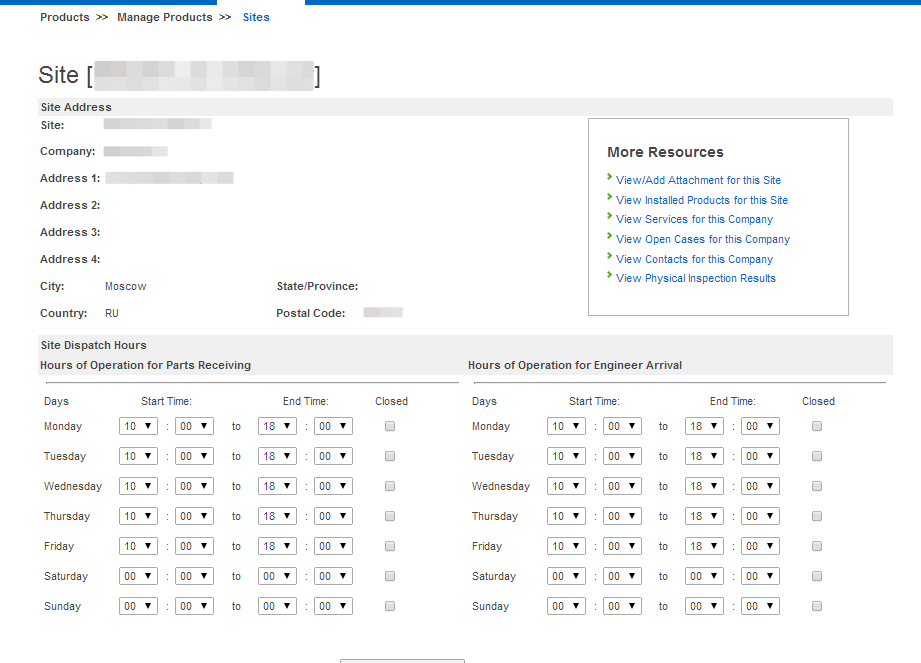 Products >> Manage Products >> Sites
Site [ ]
Site Address
Site:
Company:
Address 1:
Address 2:
Address 3:
Address 4:
City: Moscow State/Province:
Country: RU Postal Code:
More Resources
View/Add Attachment for this Site
View Installed Products for this Site
View Services for this Company
View Open Cases for this Company
View Contacts for this Company
View Physical Inspection Results
Site Dispatch Hours
Hours of Operation for Parts Receiving Hours of Operation for Engineer Arrival
Days Start Time: End Time: Closed Days Start Time: End Time: Closed
Monday 10 : 00 to 18 : 00 Monday 10 : 00 to 18 : 00
Tuesday 10 : 00 to 18 : 00 Tuesday 10 : 00 to 18 : 00
Wednesday 10 : 00 to 18 : 00 Wednesday 10 : 00 to 18 : 00
Thursday 10 : 00 to 18 : 00 Thursday 10 : 00 to 18 : 00
Friday 10 : 00 to 18 : 00 Friday 10 : 00 to 18 : 00
Saturday 00 : 00 to 00 : 00 Saturday 00 : 00 to 00 : 00
Sunday 00 : 00 to 00 : 00 Sunday 00 : 00 to 00 : 00